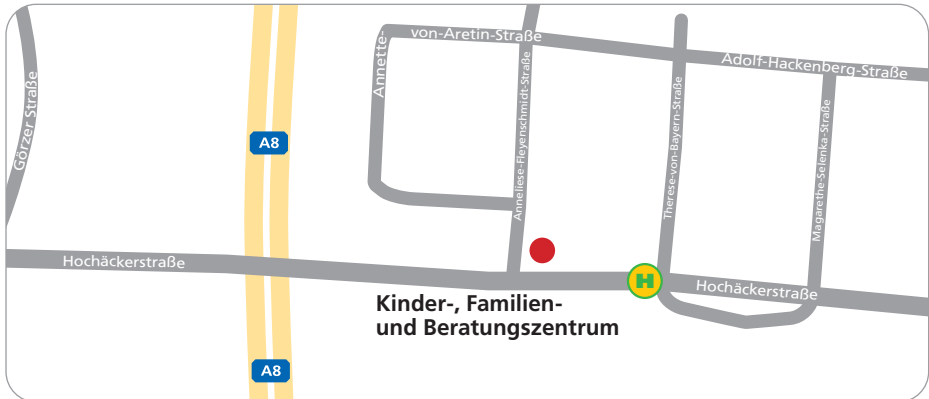 Annette-
von-Aretin-Straße
Adolf-Hackenberg-Straße
Görzer Straße
A8
Anneliese-Fleyenschmidt-Straße
Therese-von-Bayern-Straße
Magarethe-Selenka-Straße
Hochäckerstraße
H
Hochäckerstraße
Kinder-, Familien-
und Beratungszentrum
A8